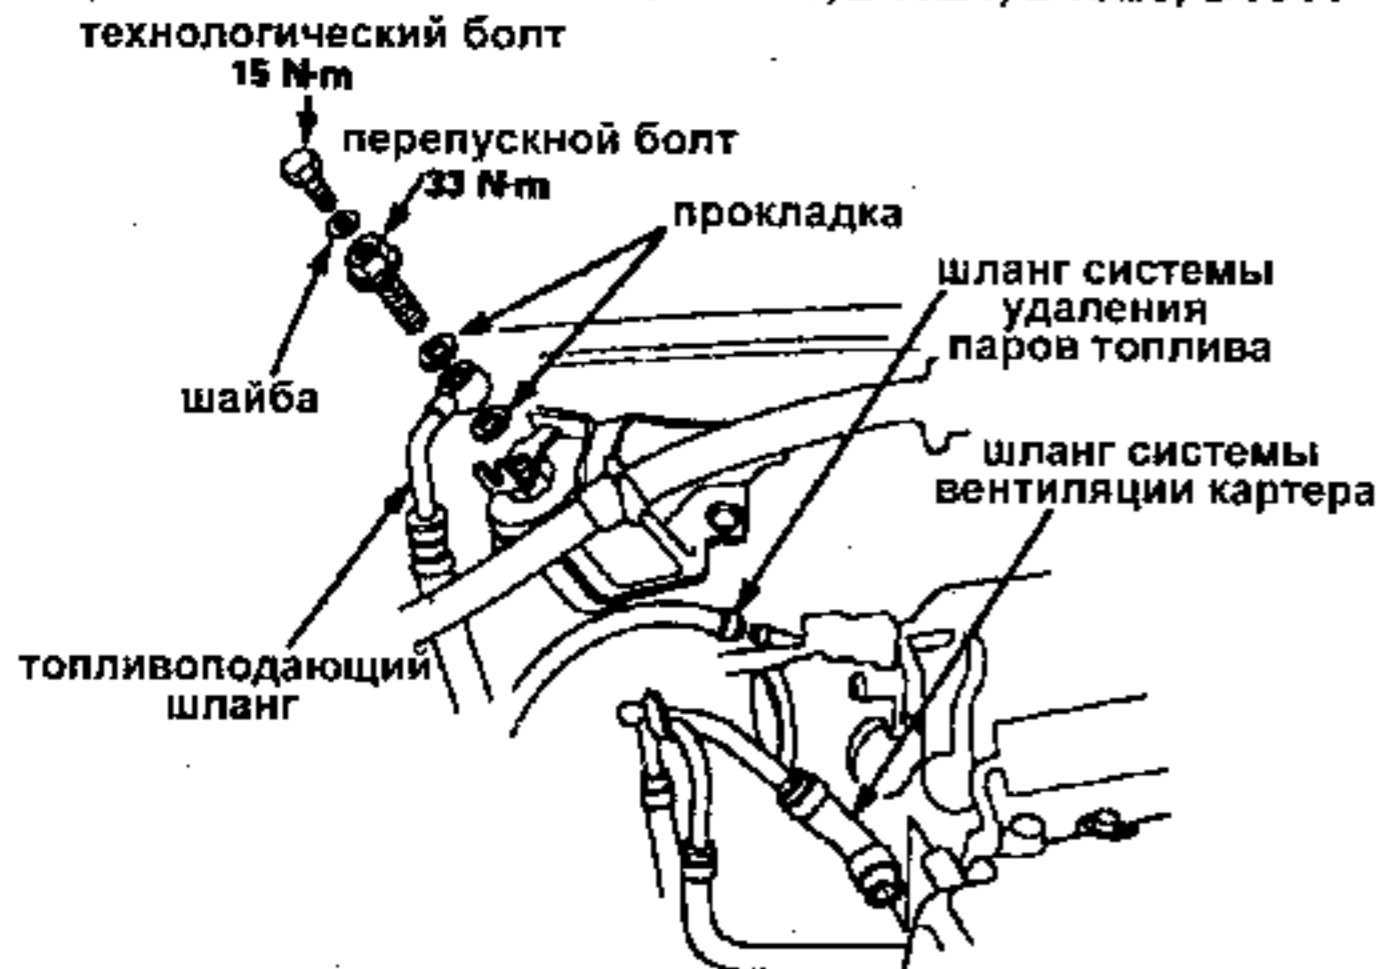 технологический болт
15 N·m
перепускной болт
33 N·m
прокладка
шланг системы
удаления
паров топлива
шайба
шланг системы
вентиляции картера
топливоподающий
шланг